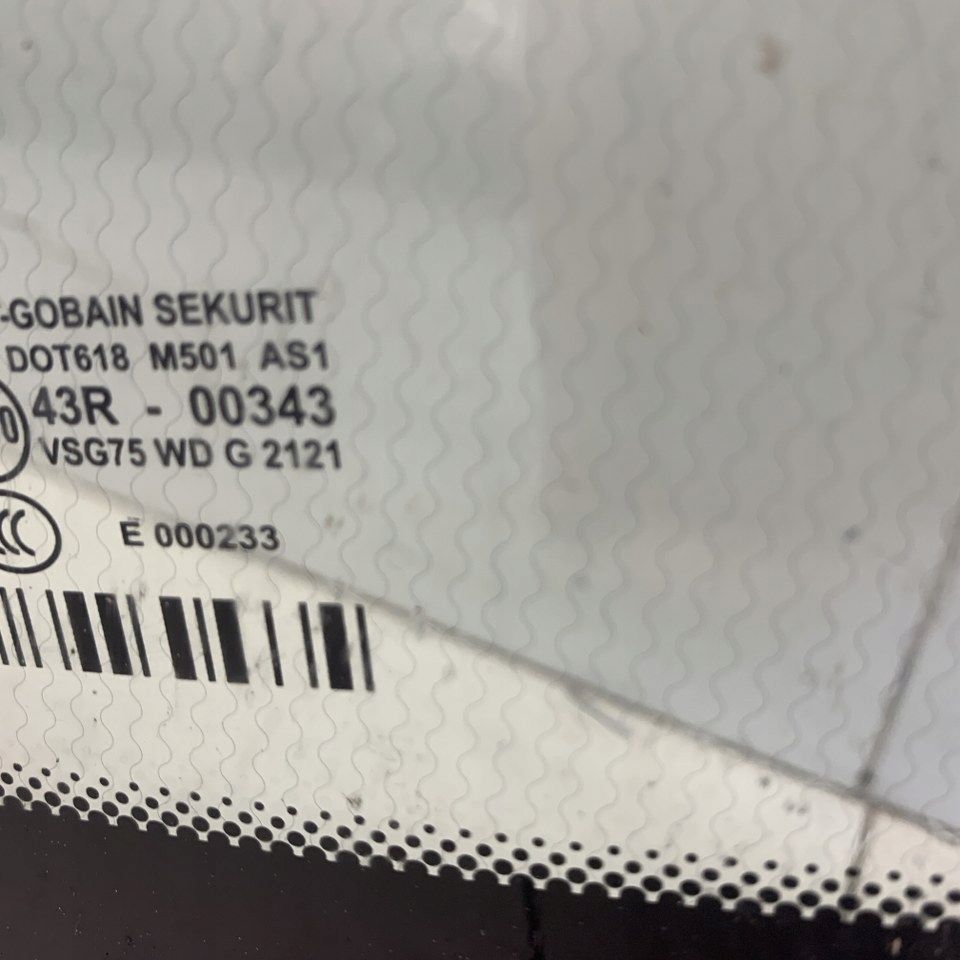 -GOBAIN SEKURIT
DOT618 M501 AS1
43R - 00343
VSG75 WD G 2121
E 000233